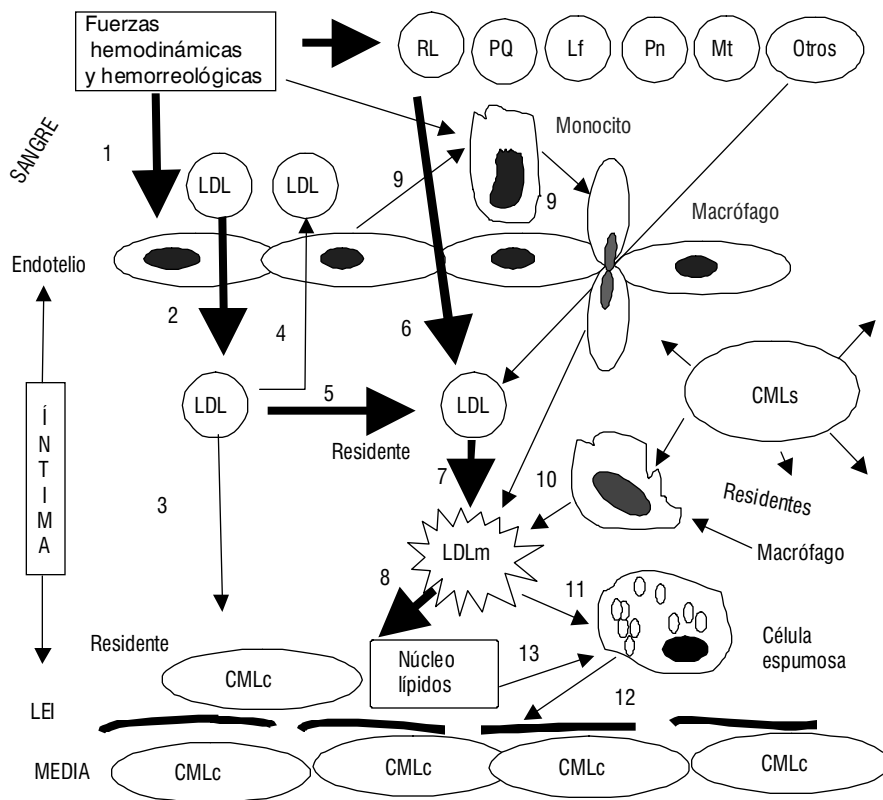 Fuerzas
hemodinámicas
y hemorreológicas
RL
PQ
Lf
Pn
Mt
Otros
SANGRE
1
LDL
LDL
9
Monocito
9
Macrófago
Endotelio
2
4
6
LDL
5
LDL
Residente
CMLs
ÍNTIMA
3
7
10
Residentes
Macrófago
LDLm
8
11
Residente
Núcleo
lípidos
13
Célula
espumosa
CMLc
12
LEI
MEDIA
CMLc
CMLc
CMLc
CMLc